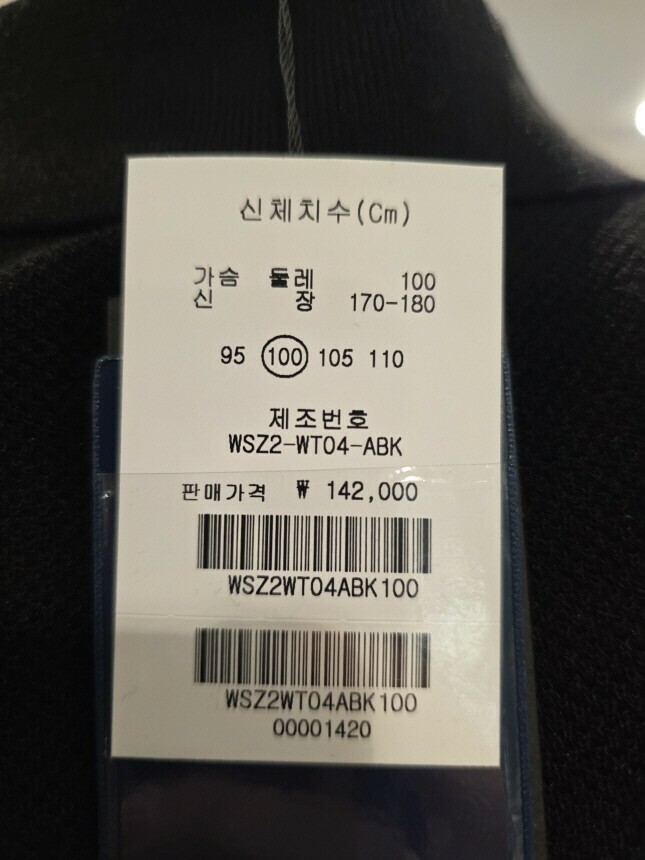 신체치수(Cm)
가슴 둘레 100
신 장 170-180
95 100 105 110
제조번호
WSZ2-WT04-ABK
판매가격 ₩ 142,000
WSZ2WT04ABK100
WSZ2WT04ABK100
00001420